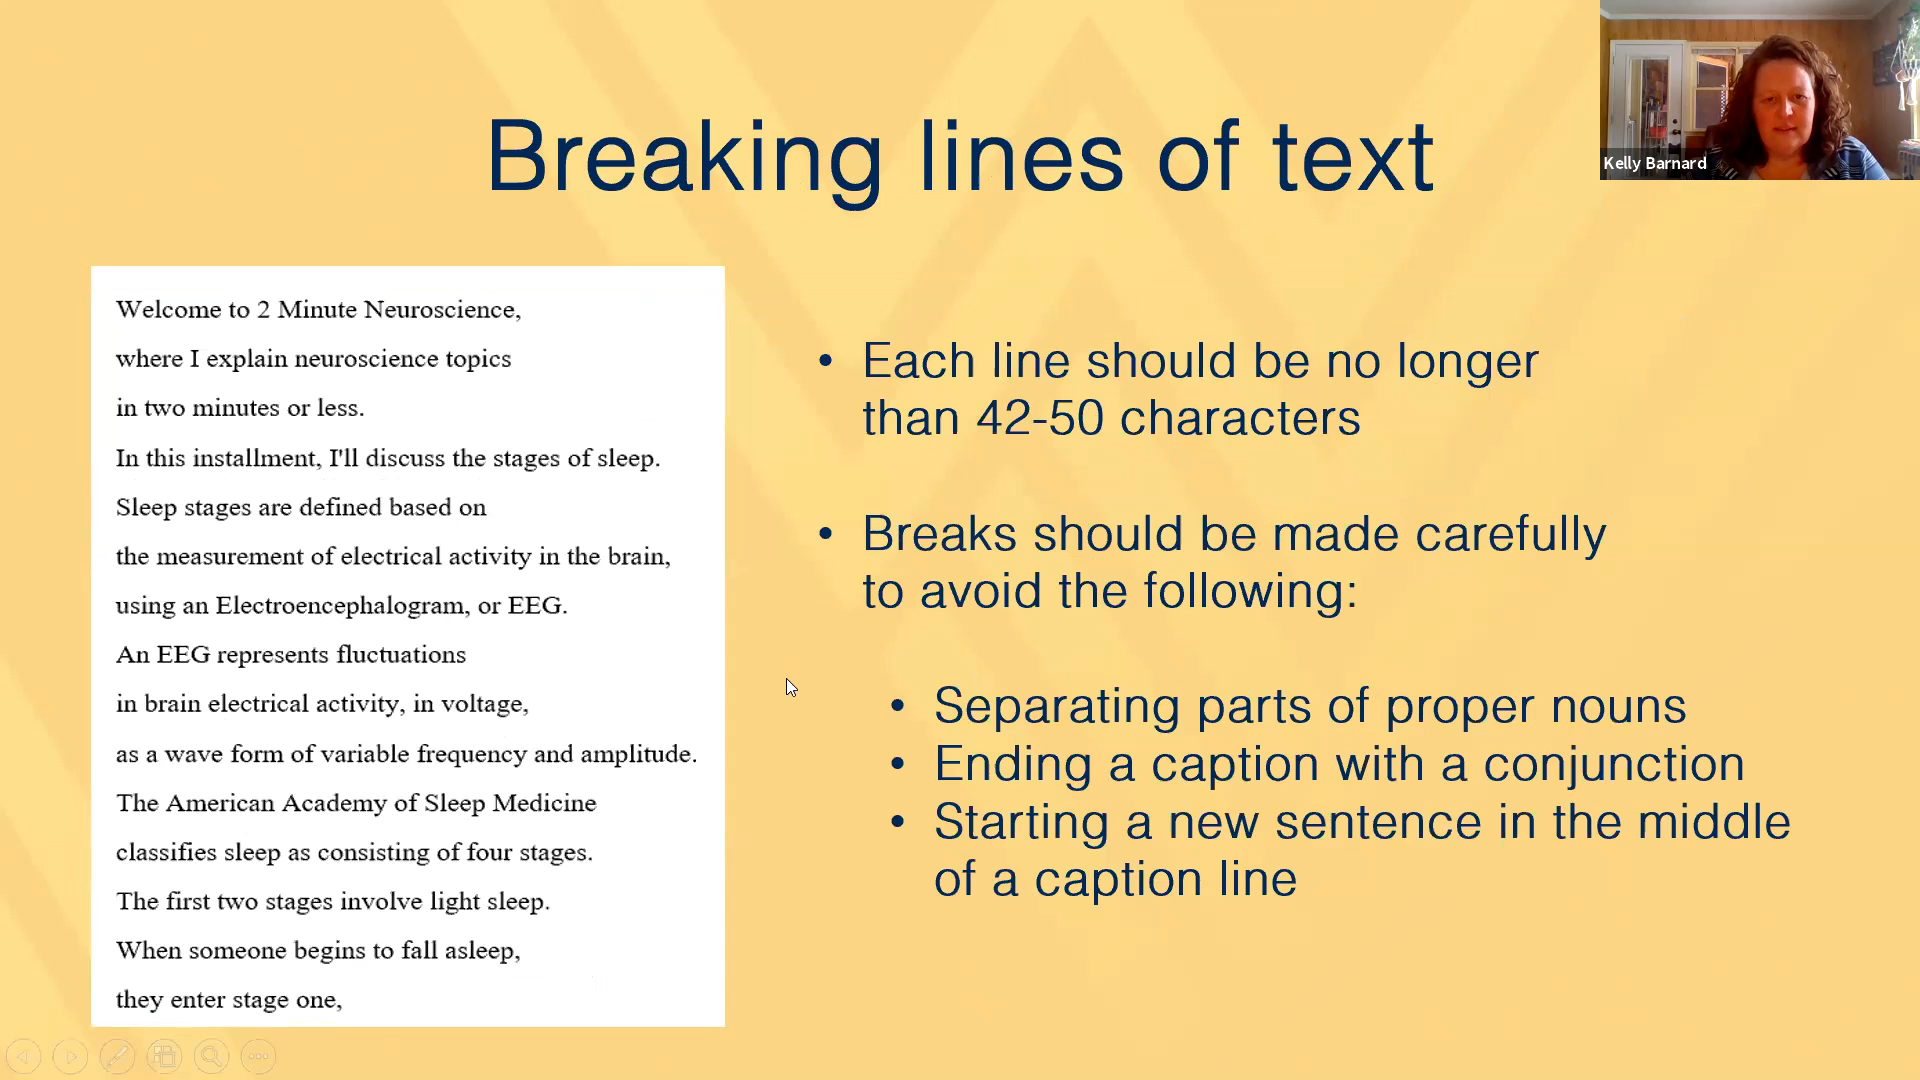 Breaking lines of text
Kelly Barnard
Welcome to 2 Minute Neuroscience,
where I explain neuroscience topics
in two minutes or less.
In this installment, I'll discuss the stages of sleep.
Sleep stages are defined based on
the measurement of electrical activity in the brain,
using an Electroencephalogram, or EEG.
An EEG represents fluctuations
in brain electrical activity, in voltage,
as a wave form of variable frequency and amplitude.
The American Academy of Sleep Medicine
classifies sleep as consisting of four stages.
The first two stages involve light sleep.
When someone begins to fall asleep,
they enter stage one,
• Each line should be no longer
than 42-50 characters
• Breaks should be made carefully
to avoid the following:
• Separating parts of proper nouns
• Ending a caption with a conjunction
• Starting a new sentence in the middle
of a caption line